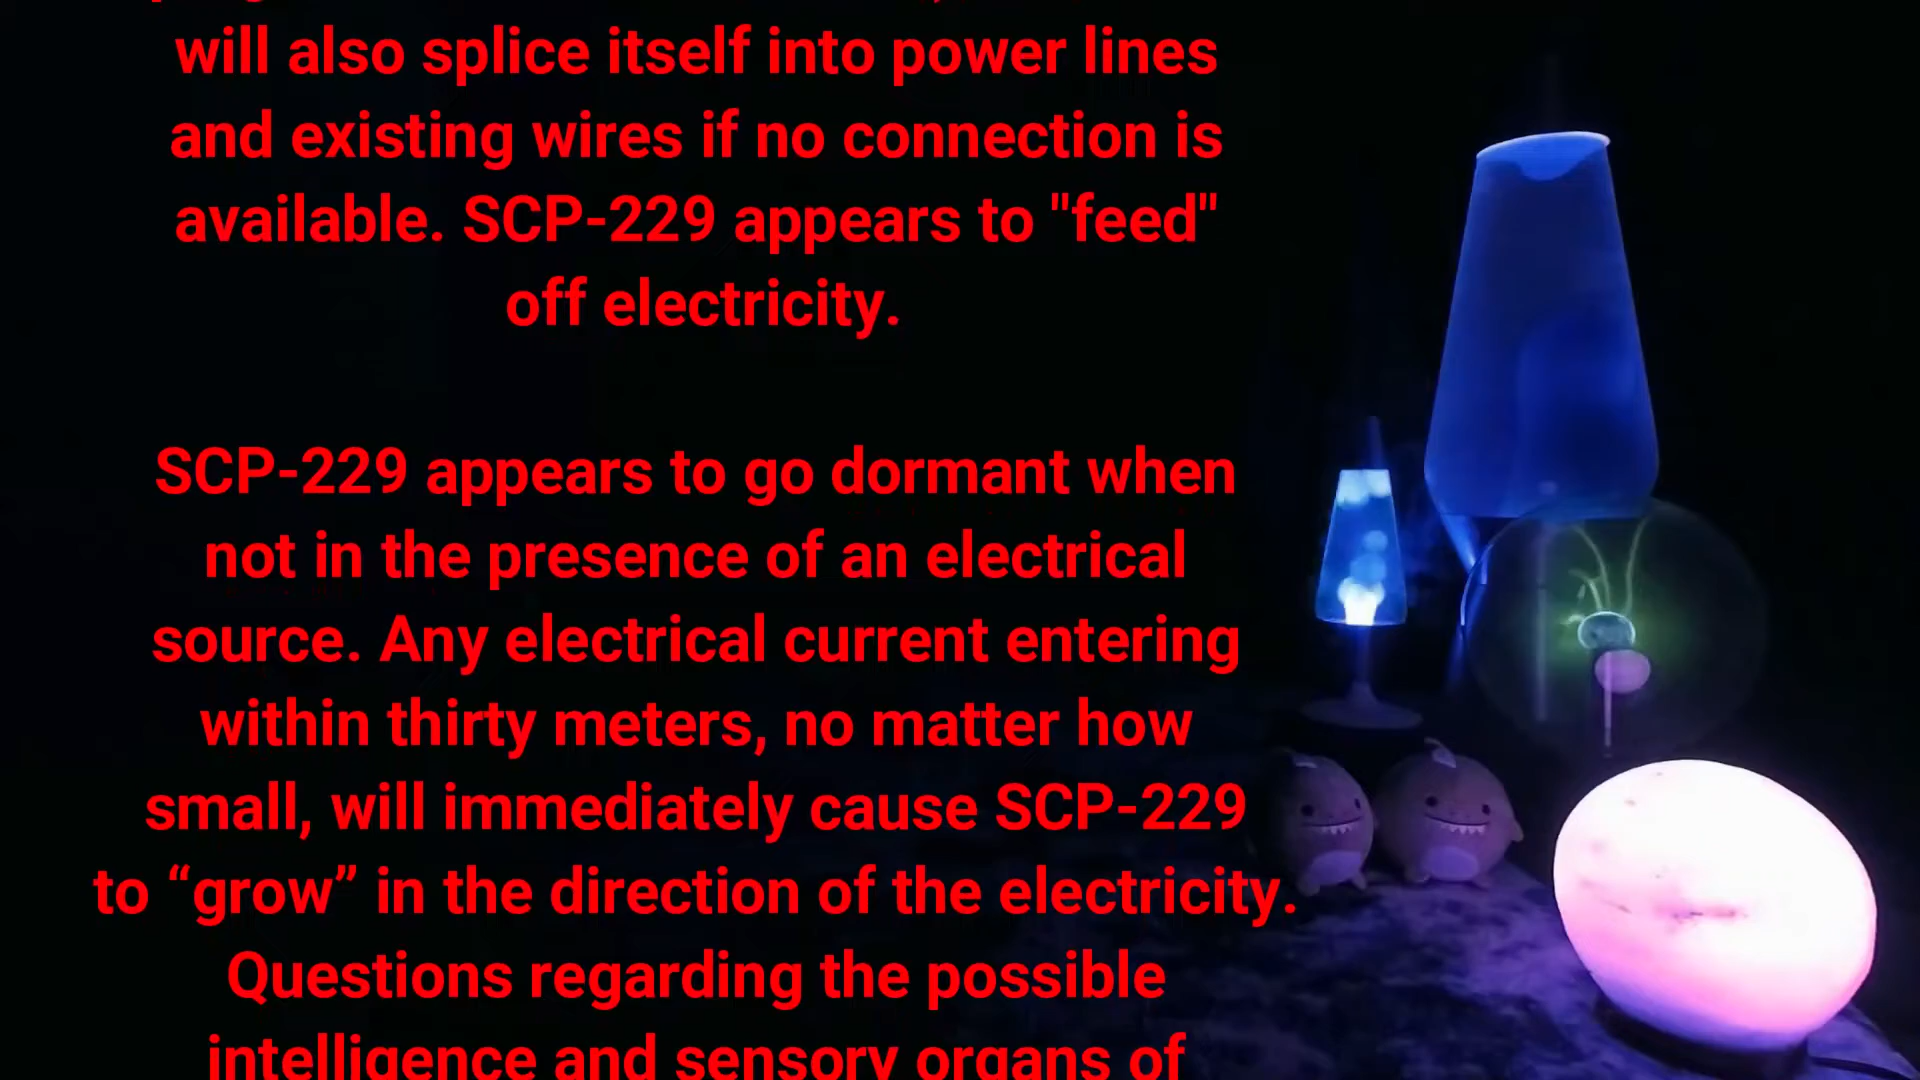 will also splice itself into power lines
and existing wires if no connection is
available. SCP-229 appears to "feed"
off electricity.
SCP-229 appears to go dormant when
not in the presence of an electrical
source. Any electrical current entering
within thirty meters, no matter how
small, will immediately cause SCP-229
to “grow” in the direction of the electricity.
Questions regarding the possible
intelligence and sensory organs of